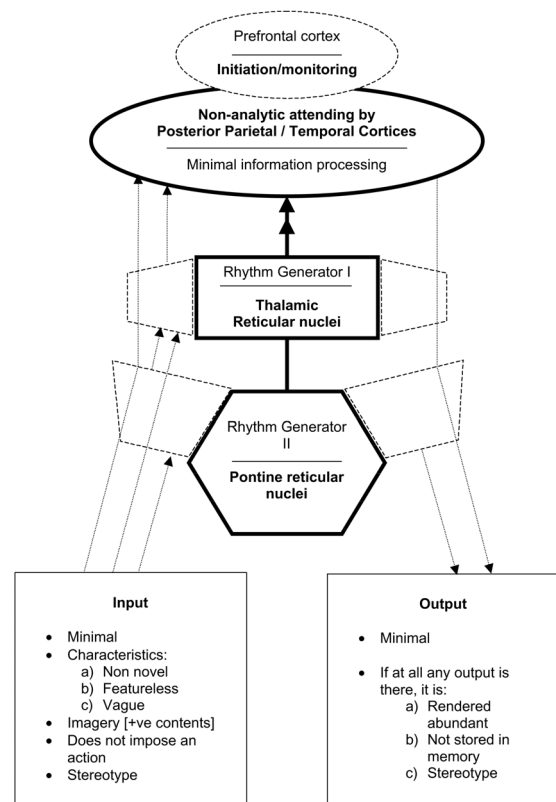 Prefrontal cortex
Initiation/monitoring
Non-analytic attending by
Posterior Parietal / Temporal Cortices
Minimal information processing
Rhythm Generator I
Thalamic
Reticular nuclei
Rhythm Generator
II
Pontine reticular
nuclei
Input
• Minimal
• Characteristics:
a) Non novel
b) Featureless
c) Vague
• Imagery [+ve contents]
• Does not impose an
action
• Stereotype
Output
• Minimal
• If at all any output is
there, it is:
a) Rendered
abundant
b) Not stored in
memory
c) Stereotype